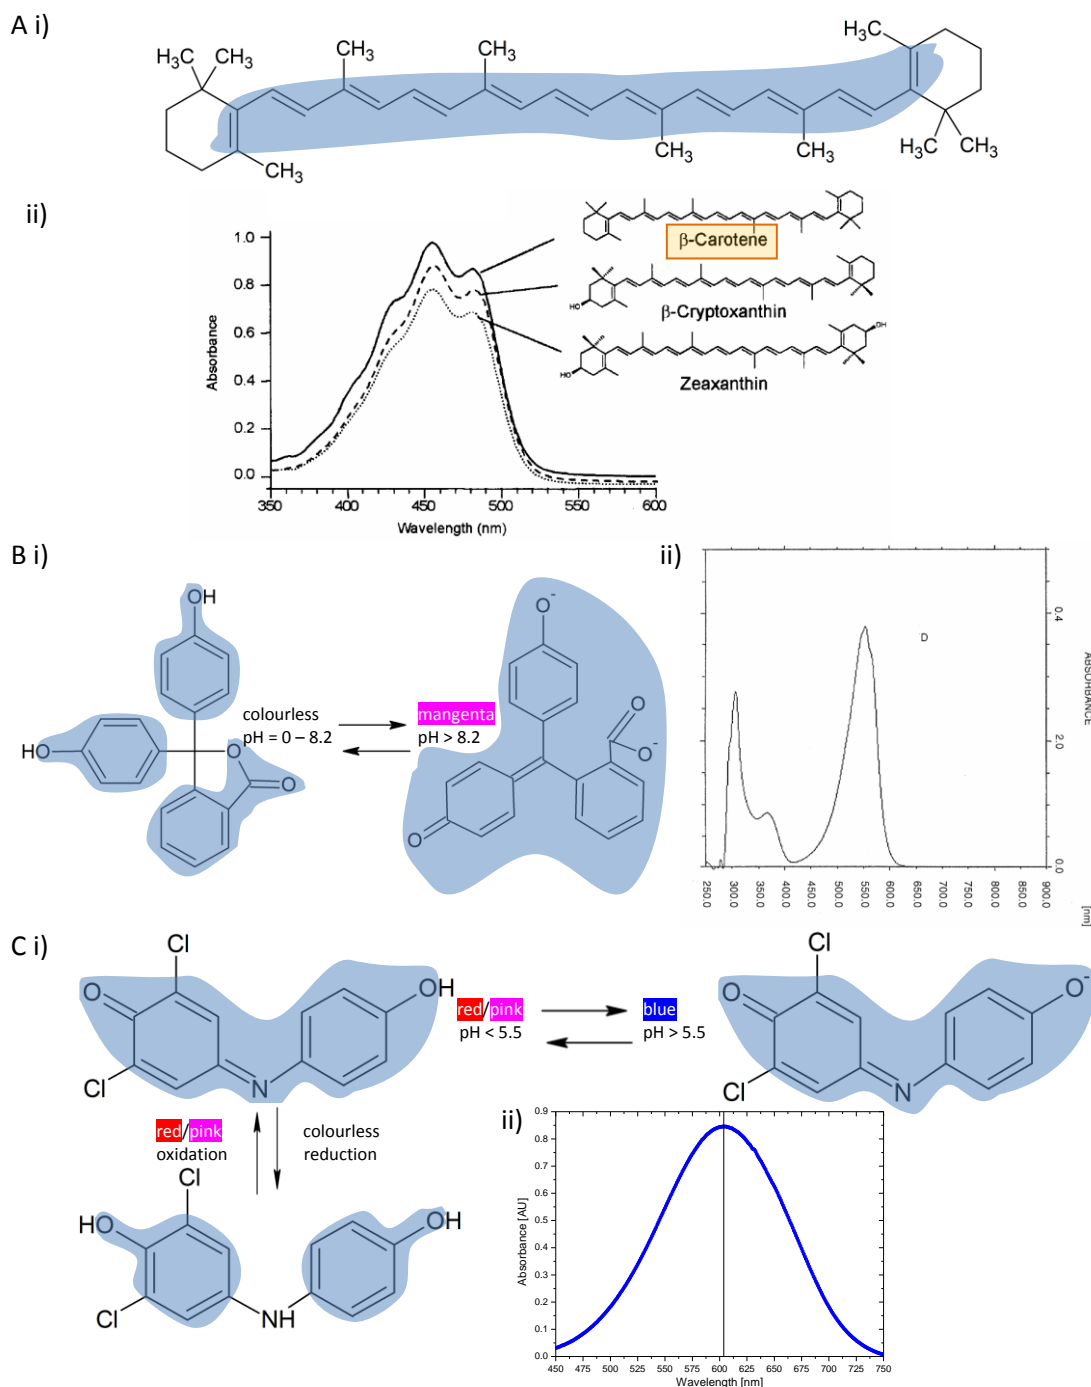 A i)
H₃C
CH₃
CH₃
CH₃
CH₃
CH₃
CH₃
H₃C
H₃C
CH₃
ii)
β-Carotene
HO
β-Cryptoxanthin
OH
HO
Zeaxanthin
Absorbance
1.0
0.8
0.6
0.4
0.2
0.0
350 400 450 500 550 600
Wavelength (nm)
B i)
OH
HO
O
O
colourless
pH = 0 – 8.2
mangenta
pH > 8.2
O⁻
O
O⁻
O
ii)
D
0.4
2.0
1.0
0.0
ABSORBANCE
250.0 300.0 350.0 400.0 450.0 500.0 550.0 600.0 650.0 700.0 750.0 800.0 850.0 900.0
[nm]
C i)
Cl
O
Cl
N
OH
red/pink
pH < 5.5
blue
pH > 5.5
Cl
O
Cl
N
O⁻
red/pink
oxidation
colourless
reduction
Cl
HO
Cl
NH
OH
ii)
Absorbance [AU]
0.9
0.8
0.7
0.6
0.5
0.4
0.3
0.2
0.1
0.0
450 475 500 525 550 575 600 625 650 675 700 725 750
Wavelength [nm]